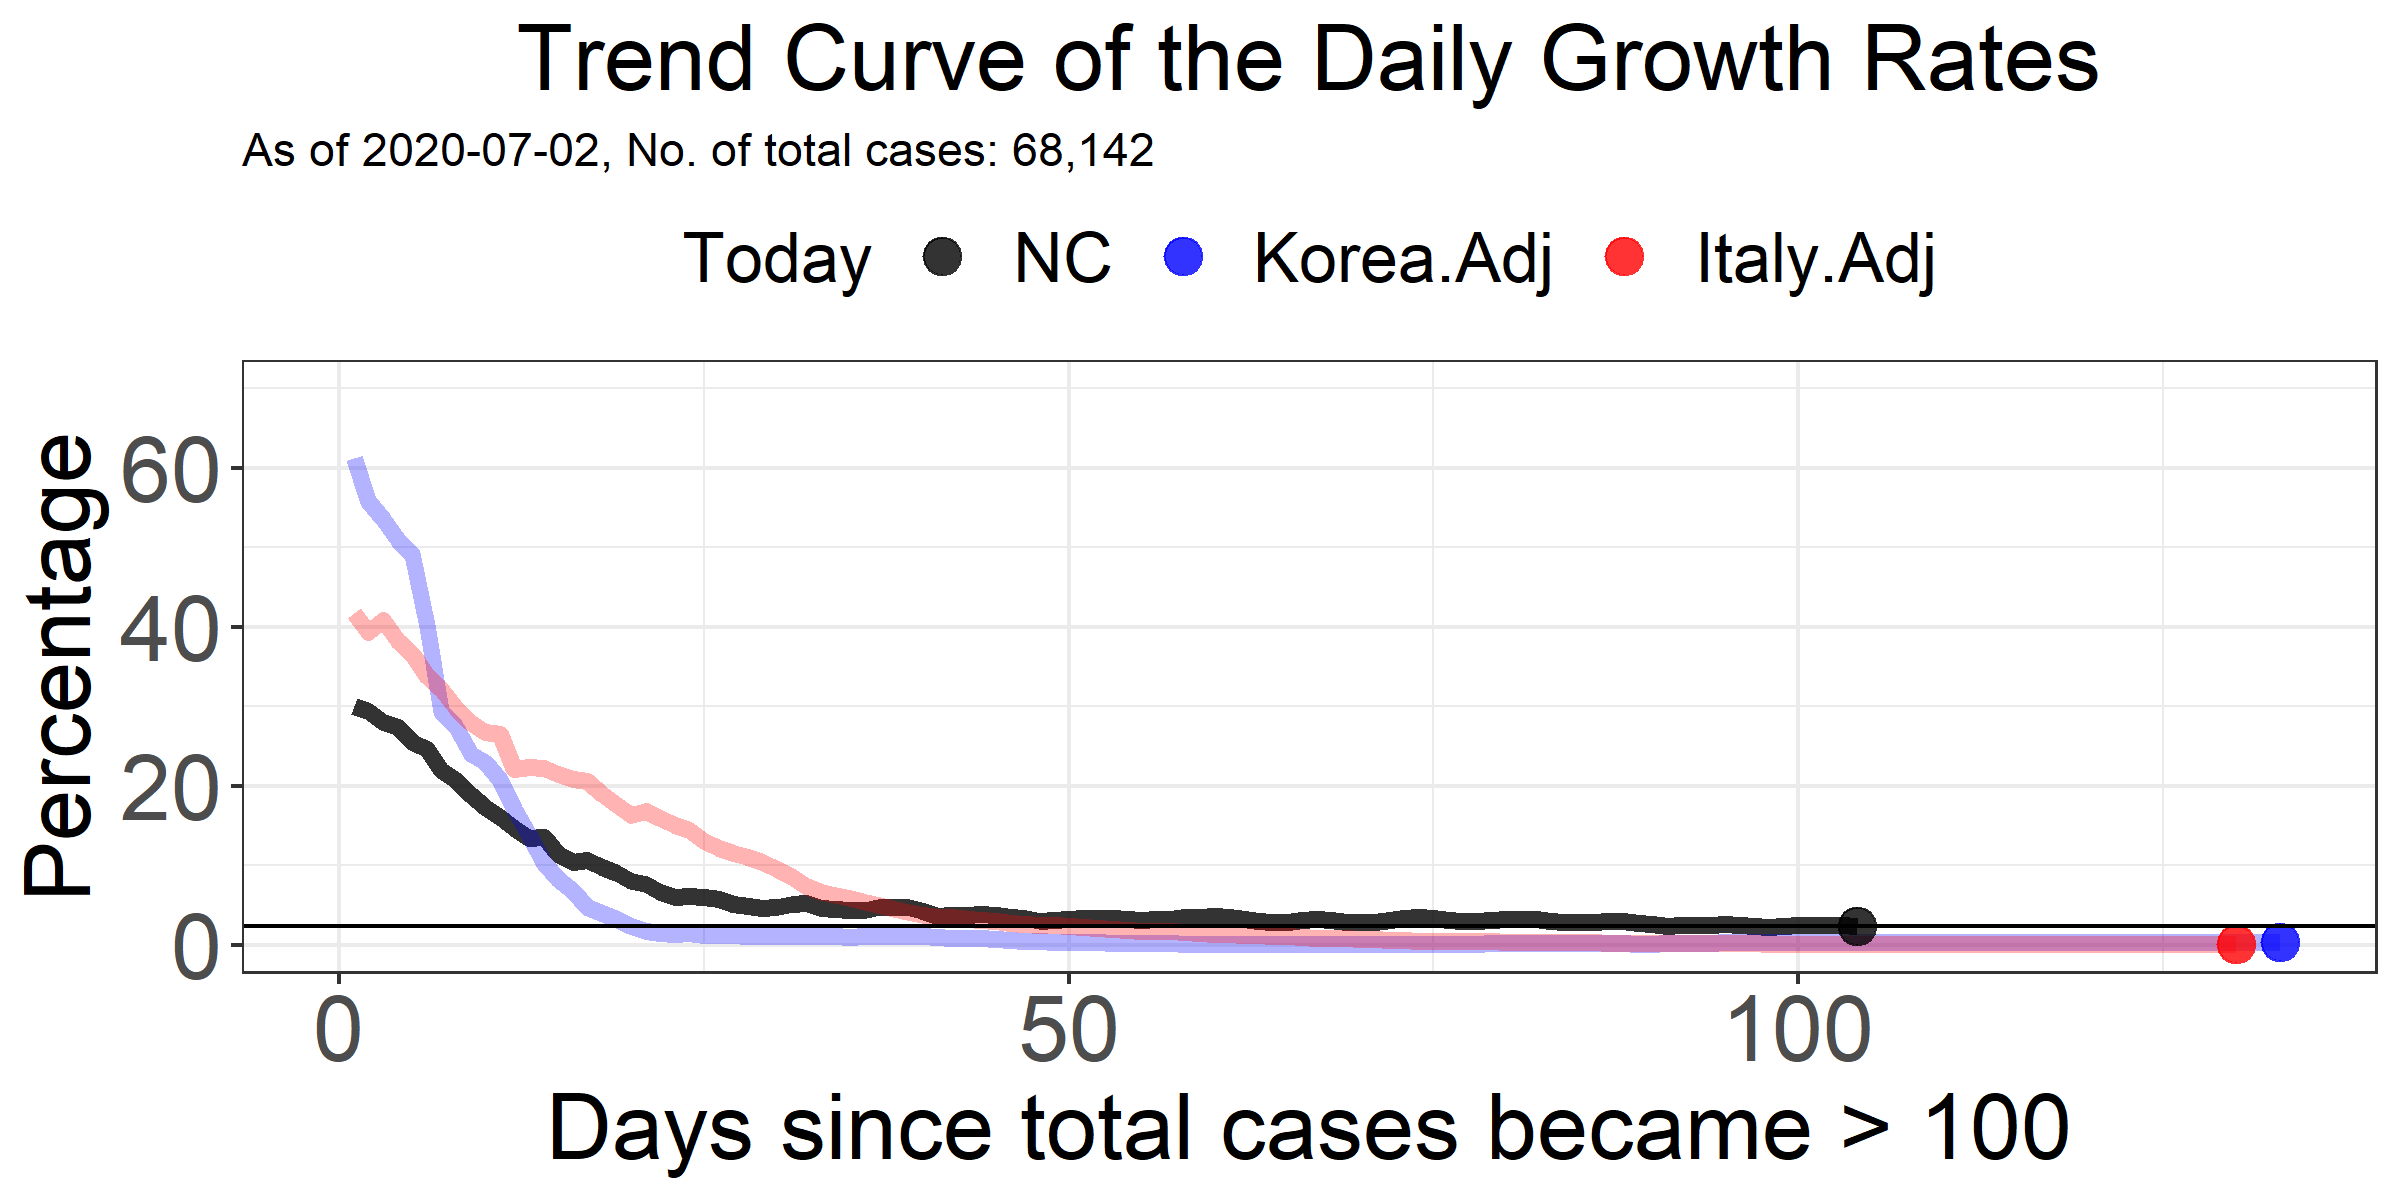 Trend Curve of the Daily Growth Rates
As of 2020-07-02, No. of total cases: 68,142
Today NC Korea.Adj Italy.Adj
Percentage
60
40
20
0
0 50 100
Days since total cases became > 100